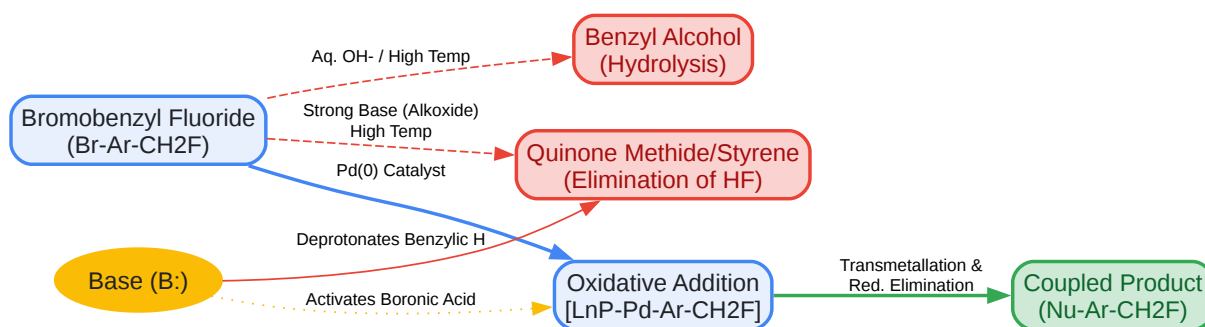 Benzyl Alcohol
(Hydrolysis)
Aq. OH- / High Temp
Bromobenzyl Fluoride
(Br-Ar-CH2F)
Strong Base (Alkoxide)
High Temp
Quinone Methide/Styrene
(Elimination of HF)
Pd(0) Catalyst
Deprotonates Benzylic H
Base (B:)
Activates Boronic Acid
Oxidative Addition
[LnP-Pd-Ar-CH2F]
Transmetallation &
Red. Elimination
Coupled Product
(Nu-Ar-CH2F)